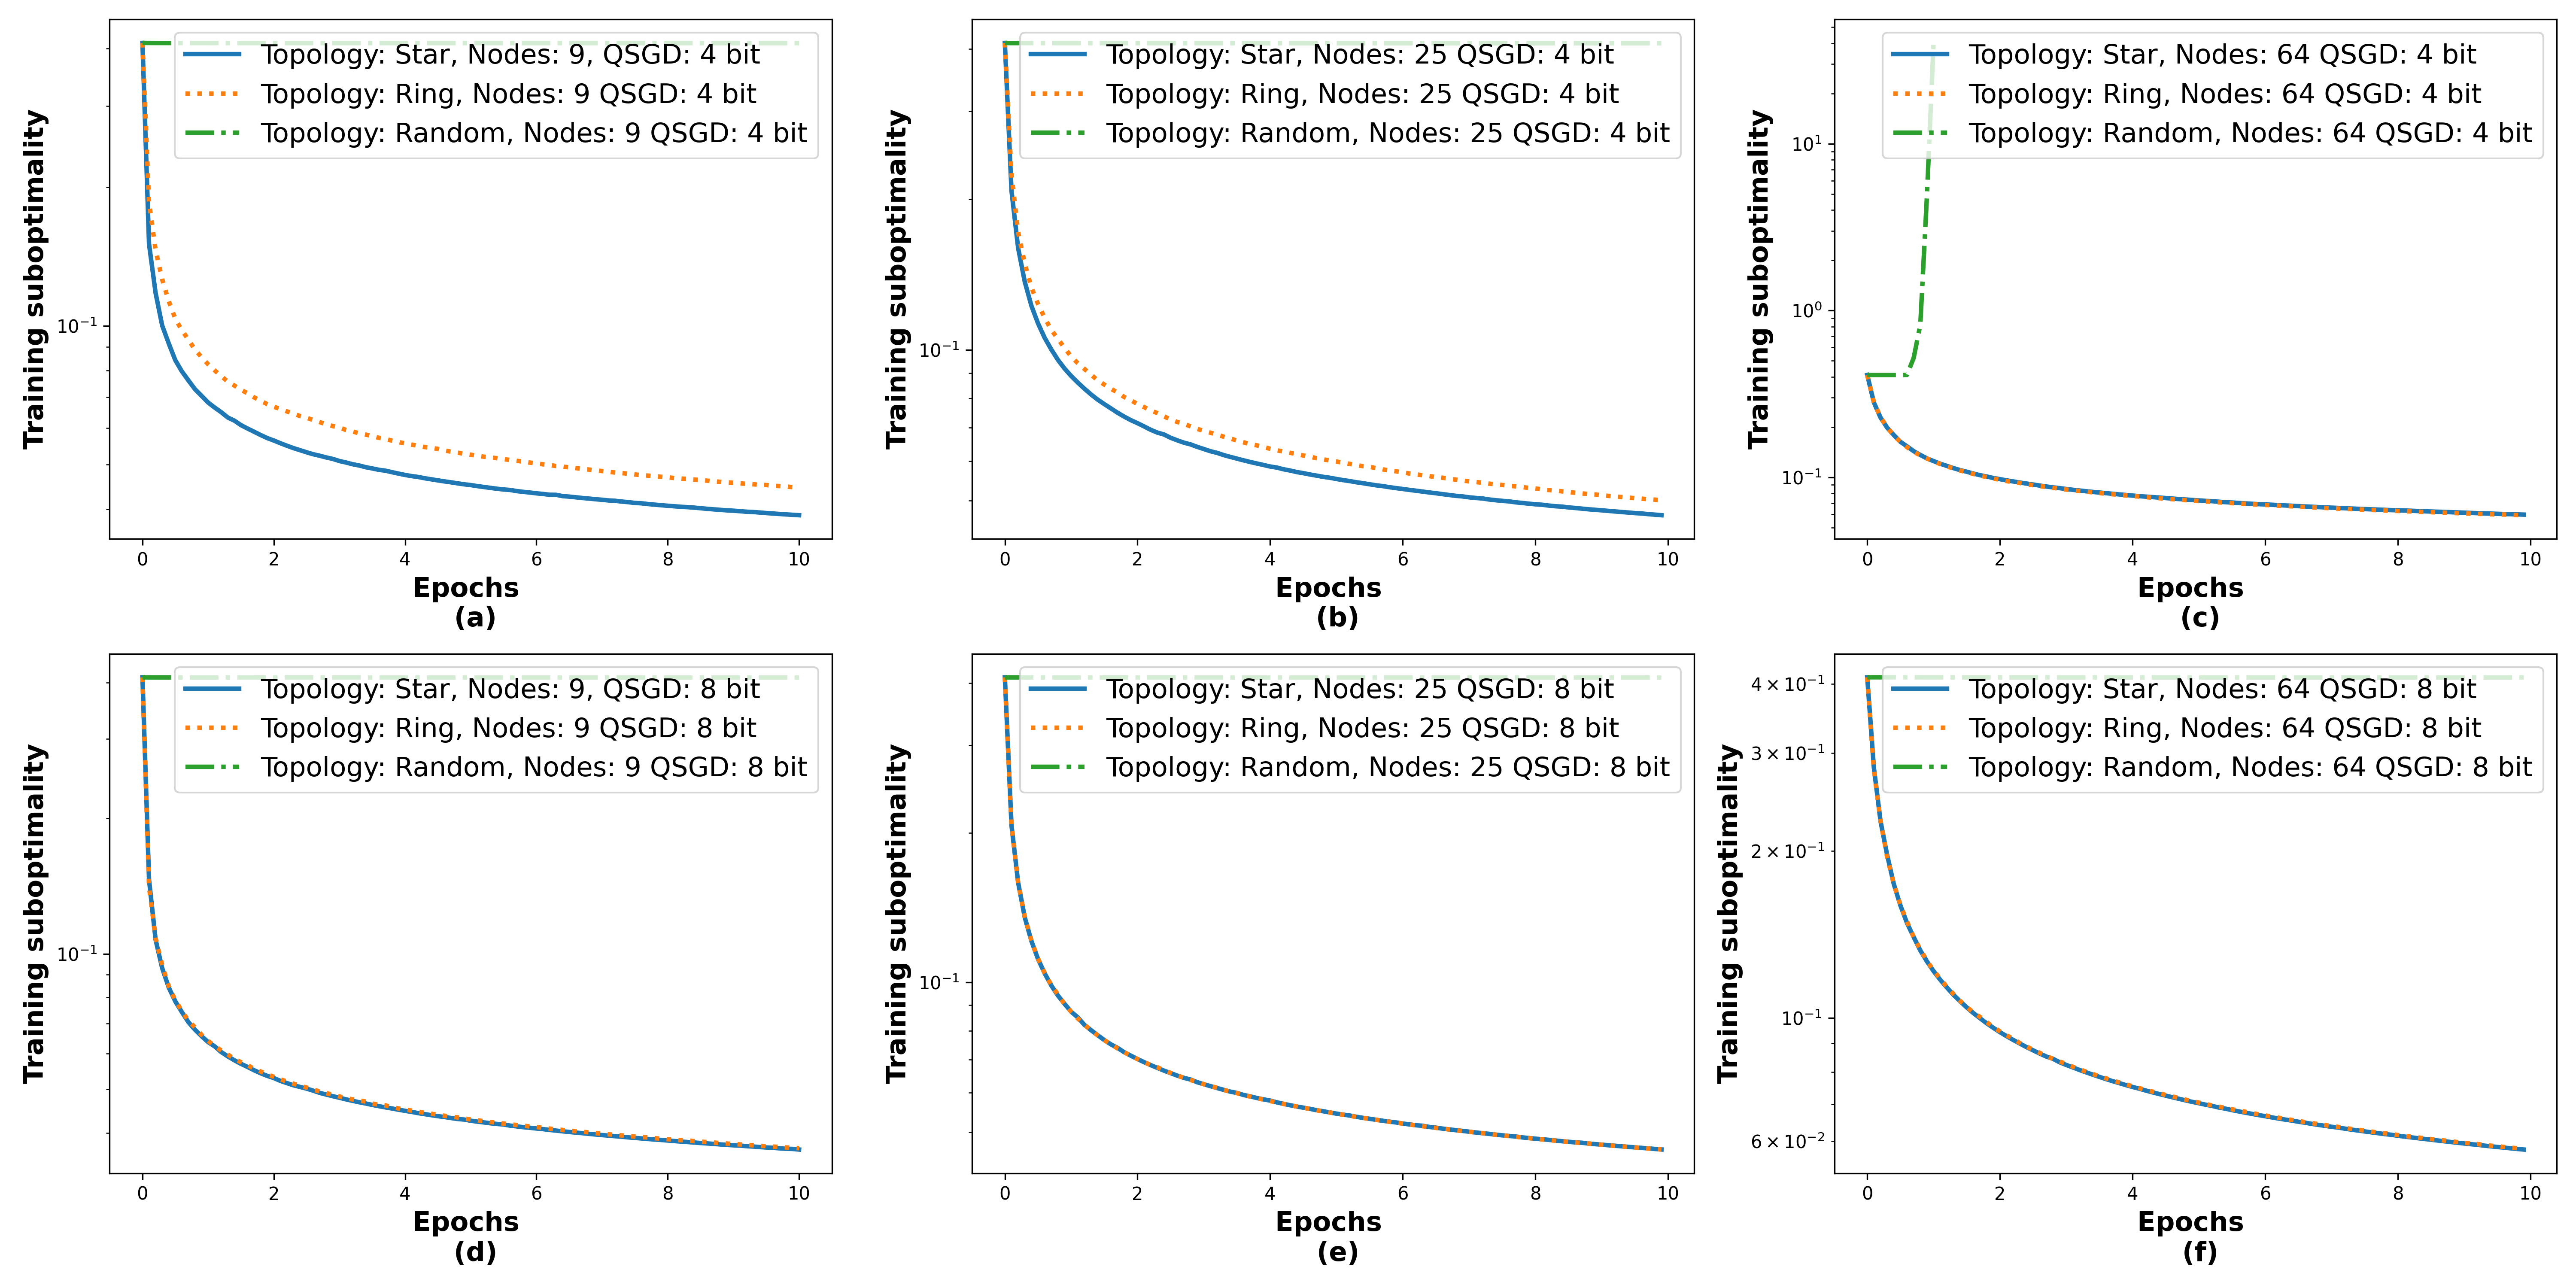 Topology: Star, Nodes: 9, QSGD: 4 bit
Topology: Ring, Nodes: 9 QSGD: 4 bit
Topology: Random, Nodes: 9 QSGD: 4 bit
Training suboptimality
10⁻¹
0 2 4 6 8 10
Epochs
(a)
Topology: Star, Nodes: 25 QSGD: 4 bit
Topology: Ring, Nodes: 25 QSGD: 4 bit
Topology: Random, Nodes: 25 QSGD: 4 bit
Training suboptimality
10⁻¹
0 2 4 6 8 10
Epochs
(b)
Topology: Star, Nodes: 64 QSGD: 4 bit
Topology: Ring, Nodes: 64 QSGD: 4 bit
Topology: Random, Nodes: 64 QSGD: 4 bit
Training suboptimality
10¹
10⁰
10⁻¹
0 2 4 6 8 10
Epochs
(c)
Topology: Star, Nodes: 9, QSGD: 8 bit
Topology: Ring, Nodes: 9 QSGD: 8 bit
Topology: Random, Nodes: 9 QSGD: 8 bit
Training suboptimality
10⁻¹
0 2 4 6 8 10
Epochs
(d)
Topology: Star, Nodes: 25 QSGD: 8 bit
Topology: Ring, Nodes: 25 QSGD: 8 bit
Topology: Random, Nodes: 25 QSGD: 8 bit
Training suboptimality
10⁻¹
0 2 4 6 8 10
Epochs
(e)
Topology: Star, Nodes: 64 QSGD: 8 bit
Topology: Ring, Nodes: 64 QSGD: 8 bit
Topology: Random, Nodes: 64 QSGD: 8 bit
Training suboptimality
4 × 10⁻¹
3 × 10⁻¹
2 × 10⁻¹
10⁻¹
6 × 10⁻²
0 2 4 6 8 10
Epochs
(f)